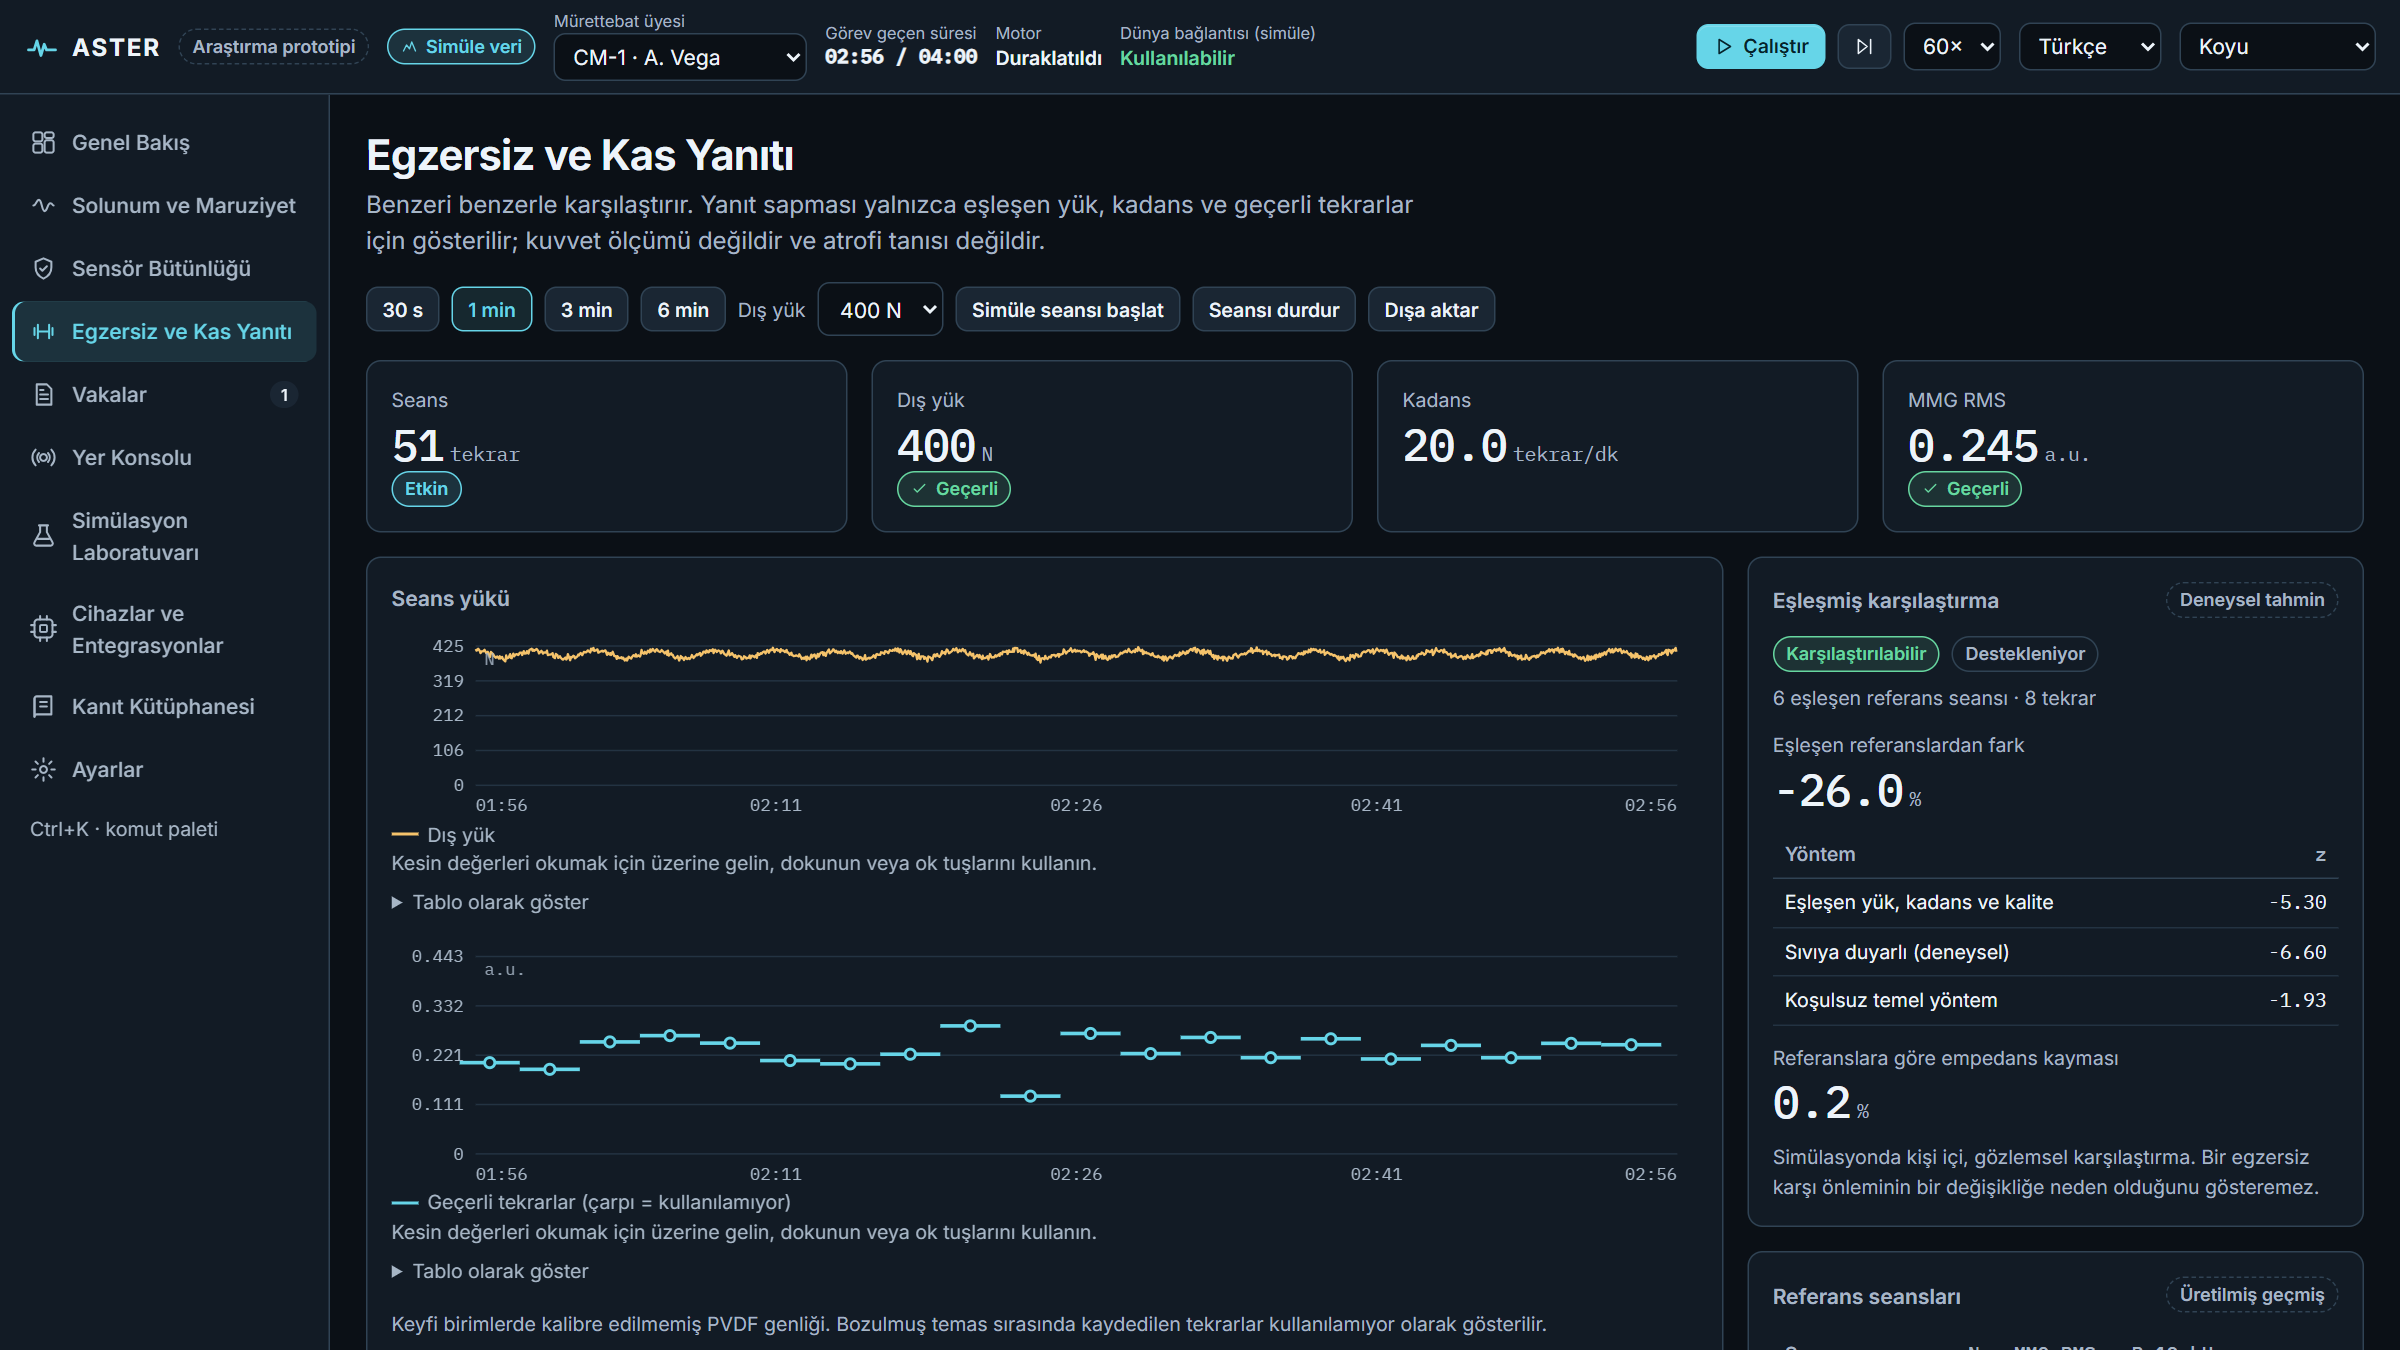 ASTER
Araştırma prototipi
Simüle veri
Mürettebat üyesi
CM-1 · A. Vega
Görev geçen süresi
02:56 / 04:00
Motor
Duraklatıldı
Dünya bağlantısı (simüle)
Kullanılabilir
Çalıştır
60×
Türkçe
Koyu
Genel Bakış
Solunum ve Maruziyet
Sensör Bütünlüğü
Egzersiz ve Kas Yanıtı
Vakalar
1
Yer Konsolu
Simülasyon
Laboratuvarı
Cihazlar ve
Entegrasyonlar
Kanıt Kütüphanesi
Ayarlar
Ctrl+K · komut paleti
Egzersiz ve Kas Yanıtı
Benzeri benzerle karşılaştırır. Yanıt sapması yalnızca eşleşen yük, kadans ve geçerli tekrarlar
için gösterilir; kuvvet ölçümü değildir ve atrofi tanısı değildir.
30 s
1 min
3 min
6 min
Dış yük
400 N
Simüle seansı başlat
Seansı durdur
Dışa aktar
Seans
51 tekrar
Etkin
Dış yük
400 N
Geçerli
Kadans
20.0 tekrar/dk
MMG RMS
0.245 a.u.
Geçerli
Seans yükü
425
N
319
212
106
0
01:56 02:11 02:26 02:41 02:56
Dış yük
Kesin değerleri okumak için üzerine gelin, dokunun veya ok tuşlarını kullanın.
Tablo olarak göster
0.443
a.u.
0.332
0.221
0.111
0
01:56 02:11 02:26 02:41 02:56
Geçerli tekrarlar (çarpı = kullanılamıyor)
Kesin değerleri okumak için üzerine gelin, dokunun veya ok tuşlarını kullanın.
Tablo olarak göster
Keyfi birimlerde kalibre edilmemiş PVDF genliği. Bozulmuş temas sırasında kaydedilen tekrarlar kullanılamıyor olarak gösterilir.
Eşleşmiş karşılaştırma
Deneysel tahmin
Karşılaştırılabilir
Destekleniyor
6 eşleşen referans seansı · 8 tekrar
Eşleşen referanslardan fark
-26.0 %
Yöntem z
Eşleşen yük, kadans ve kalite -5.30
Sıvıya duyarlı (deneysel) -6.60
Koşulsuz temel yöntem -1.93
Referanslara göre empedans kayması
0.2 %
Simülasyonda kişi içi, gözlemsel karşılaştırma. Bir egzersiz
karşı önleminin bir değişikliğe neden olduğunu gösteremez.
Referans seansları
Üretilmiş geçmiş